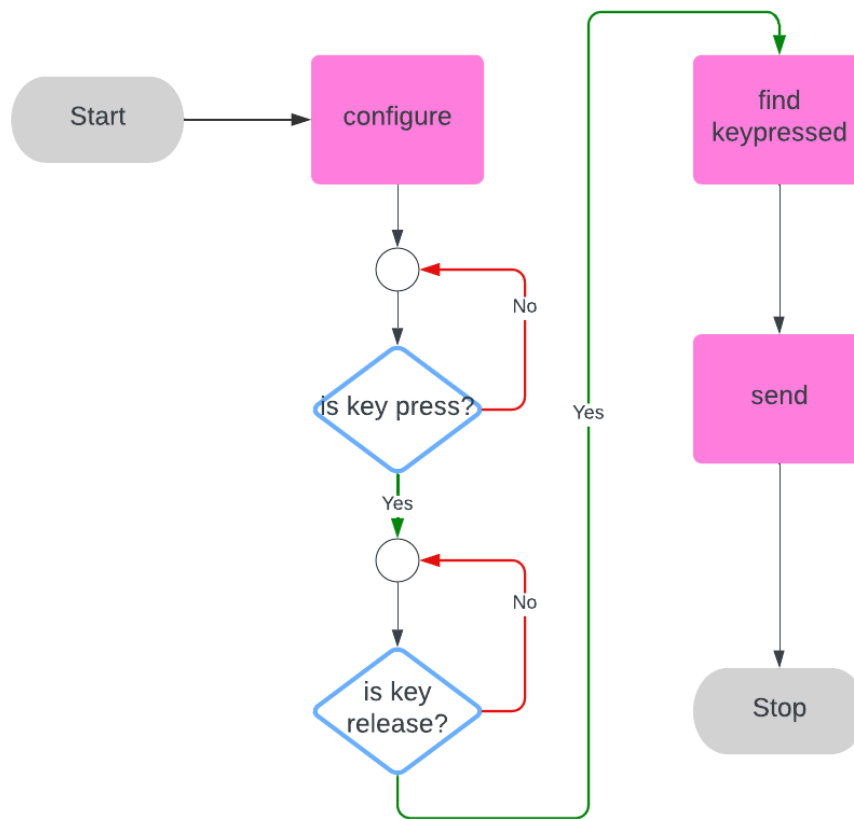 Start
configure
No
is key press?
Yes
No
is key
release?
Yes
find
keypressed
send
Stop